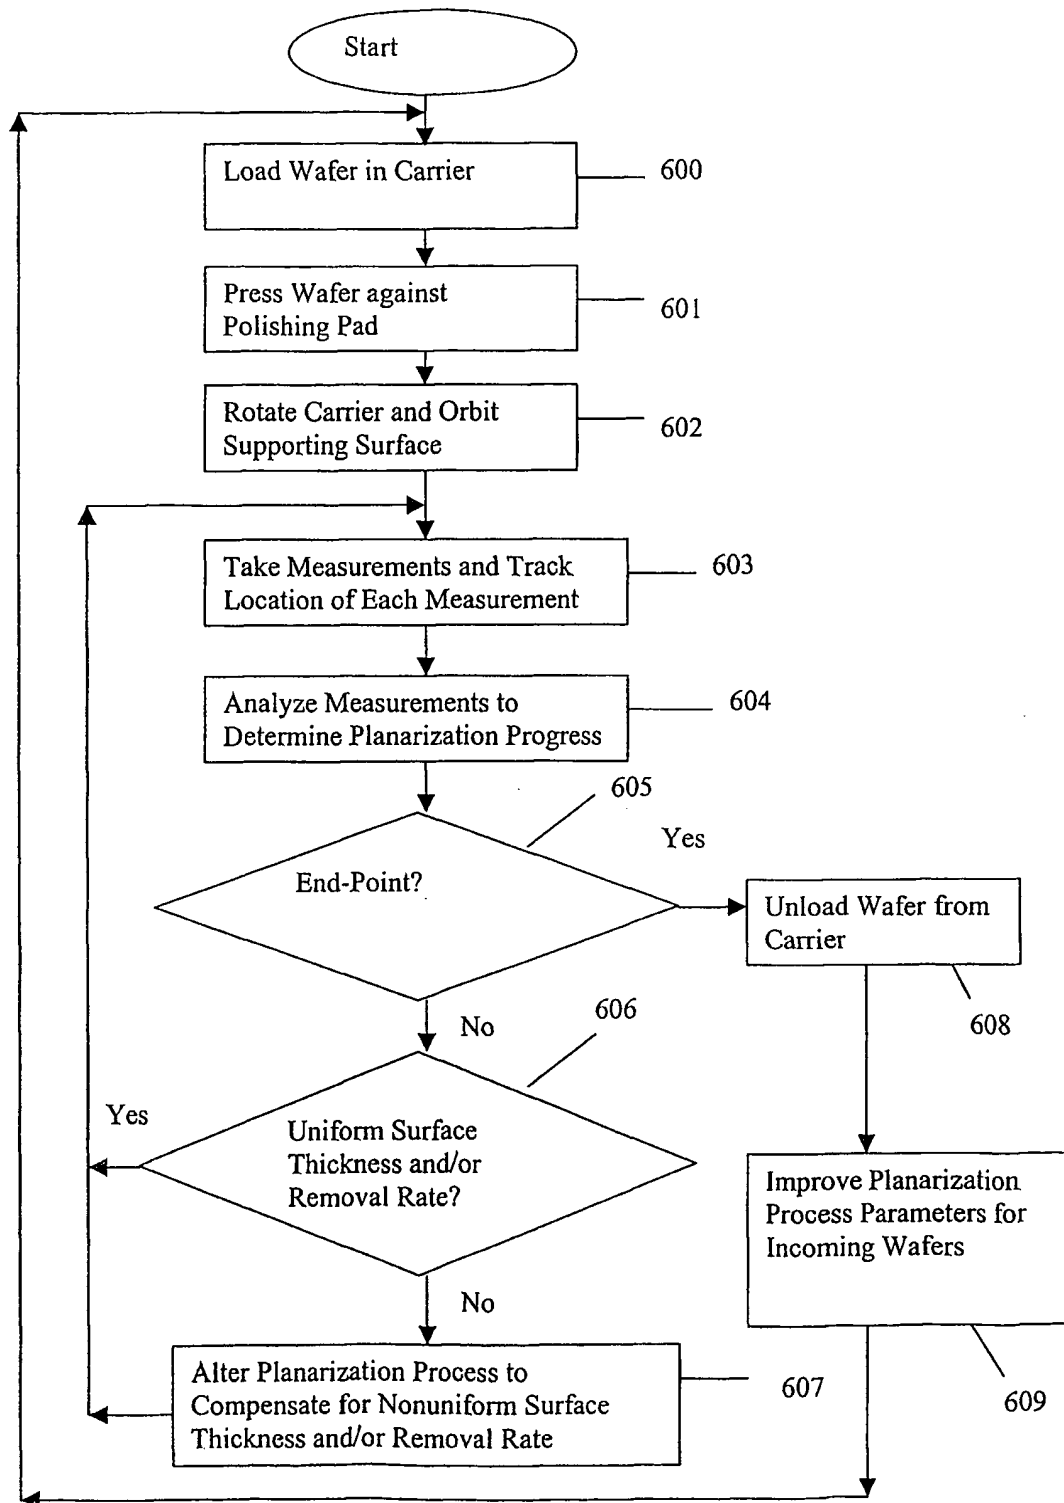 Start
Load Wafer in Carrier
600
Press Wafer against
Polishing Pad
601
Rotate Carrier and Orbit
Supporting Surface
602
Take Measurements and Track
Location of Each Measurement
603
Analyze Measurements to
Determine Planarization Progress
604
605
End-Point?
Yes
Unload Wafer from
Carrier
608
No
606
Uniform Surface
Thickness and/or
Removal Rate?
Yes
Improve Planarization
Process Parameters for
Incoming Wafers
609
No
Alter Planarization Process to
Compensate for Nonuniform Surface
Thickness and/or Removal Rate
607